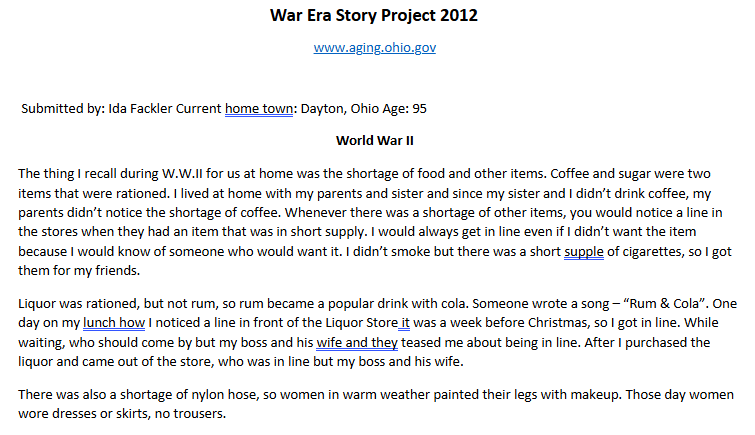 War Era Story Project 2012
www.aging.ohio.gov
Submitted by: Ida Fackler Current home town: Dayton, Ohio Age: 95
World War II
The thing I recall during W.W.II for us at home was the shortage of food and other items. Coffee and sugar were two
items that were rationed. I lived at home with my parents and sister and since my sister and I didn’t drink coffee, my
parents didn’t notice the shortage of coffee. Whenever there was a shortage of other items, you would notice a line in
the stores when they had an item that was in short supply. I would always get in line even if I didn’t want the item
because I would know of someone who would want it. I didn’t smoke but there was a short supple of cigarettes, so I got
them for my friends.
Liquor was rationed, but not rum, so rum became a popular drink with cola. Someone wrote a song – “Rum & Cola”. One
day on my lunch how I noticed a line in front of the Liquor Store it was a week before Christmas, so I got in line. While
waiting, who should come by but my boss and his wife and they teased me about being in line. After I purchased the
liquor and came out of the store, who was in line but my boss and his wife.
There was also a shortage of nylon hose, so women in warm weather painted their legs with makeup. Those day women
wore dresses or skirts, no trousers.